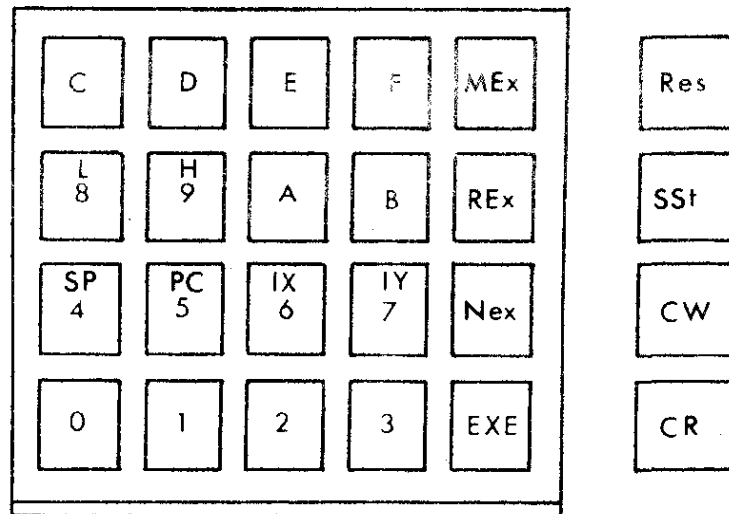 C D E F MEx Res
L H
8 9 A B REx SSt
SP PC IX IY
4 5 6 7 Nex CW
0 1 2 3 EXE CR